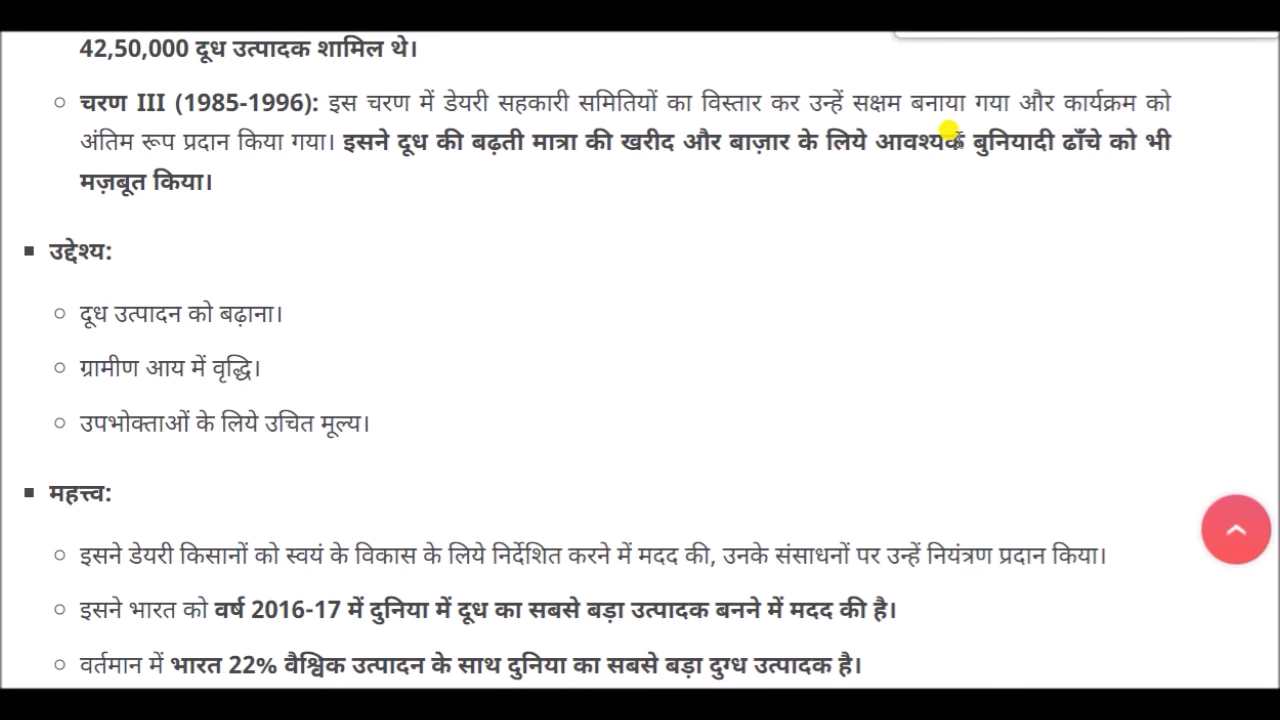 42,50,000 दूध उत्पादक शामिल थे।
चरण III (1985-1996): इस चरण में डेयरी सहकारी समितियों का विस्तार कर उन्हें सक्षम बनाया गया और कार्यक्रम को
अंतिम रूप प्रदान किया गया। इसने दूध की बढ़ती मात्रा की खरीद और बाज़ार के लिये आवश्यक बुनियादी ढाँचे को भी
मज़बूत किया।
उद्देश्य:
दूध उत्पादन को बढ़ाना।
ग्रामीण आय में वृद्धि।
उपभोक्ताओं के लिये उचित मूल्य।
महत्त्व:
इसने डेयरी किसानों को स्वयं के विकास के लिये निर्देशित करने में मदद की, उनके संसाधनों पर उन्हें नियंत्रण प्रदान किया।
इसने भारत को वर्ष 2016-17 में दुनिया में दूध का सबसे बड़ा उत्पादक बनने में मदद की है।
वर्तमान में भारत 22% वैश्विक उत्पादन के साथ दुनिया का सबसे बड़ा दुग्ध उत्पादक है।